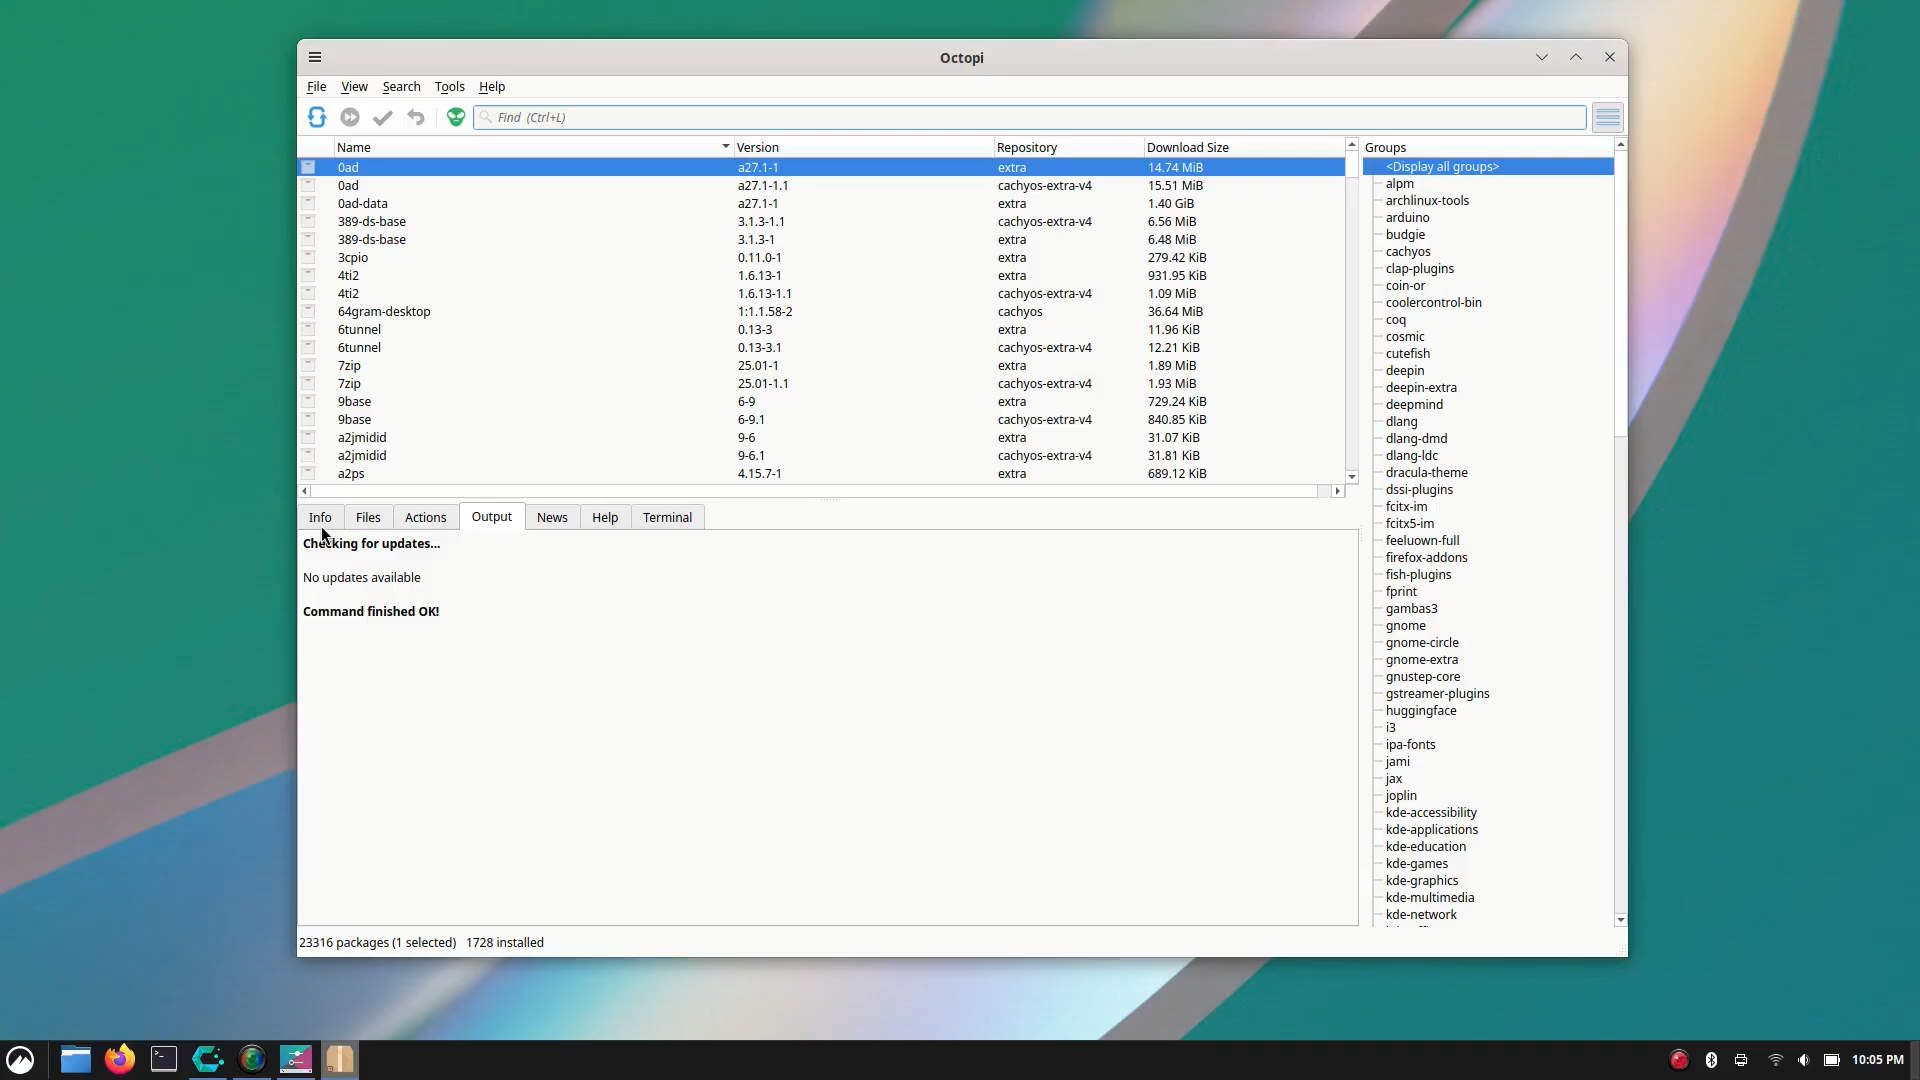 Octopi
File View Search Tools Help
Find (Ctrl+L)
Name Version Repository Download Size
0ad a27.1-1 extra 14.74 MiB
0ad a27.1-1.1 cachyos-extra-v4 15.51 MiB
0ad-data a27.1-1 extra 1.40 GiB
389-ds-base 3.1.3-1.1 cachyos-extra-v4 6.56 MiB
389-ds-base 3.1.3-1 extra 6.48 MiB
3cpio 0.11.0-1 extra 279.42 KiB
4ti2 1.6.13-1 extra 931.95 KiB
4ti2 1.6.13-1.1 cachyos-extra-v4 1.09 MiB
64gram-desktop 1:1.1.58-2 cachyos 36.64 MiB
6tunnel 0.13-3 extra 11.96 KiB
6tunnel 0.13-3.1 cachyos-extra-v4 12.21 KiB
7zip 25.01-1 extra 1.89 MiB
7zip 25.01-1.1 cachyos-extra-v4 1.93 MiB
9base 6-9 extra 729.24 KiB
9base 6-9.1 cachyos-extra-v4 840.85 KiB
a2jmidid 9-6 extra 31.07 KiB
a2jmidid 9-6.1 cachyos-extra-v4 31.81 KiB
a2ps 4.15.7-1 extra 689.12 KiB
Info Files Actions Output News Help Terminal
Checking for updates...
No updates available
Command finished OK!
Groups
<Display all groups>
alpm
archlinux-tools
arduino
budgie
cachyos
clap-plugins
coin-or
coolercontrol-bin
coq
cosmic
cutefish
deepin
deepin-extra
deepmind
dlang
dlang-dmd
dlang-ldc
dracula-theme
dssi-plugins
fcitx-im
fcitx5-im
feeluown-full
firefox-addons
fish-plugins
fprint
gambas3
gnome
gnome-circle
gnome-extra
gnustep-core
gstreamer-plugins
huggingface
i3
ipa-fonts
jami
jax
joplin
kde-accessibility
kde-applications
kde-education
kde-games
kde-graphics
kde-multimedia
kde-network
23316 packages (1 selected) 1728 installed
10:05 PM